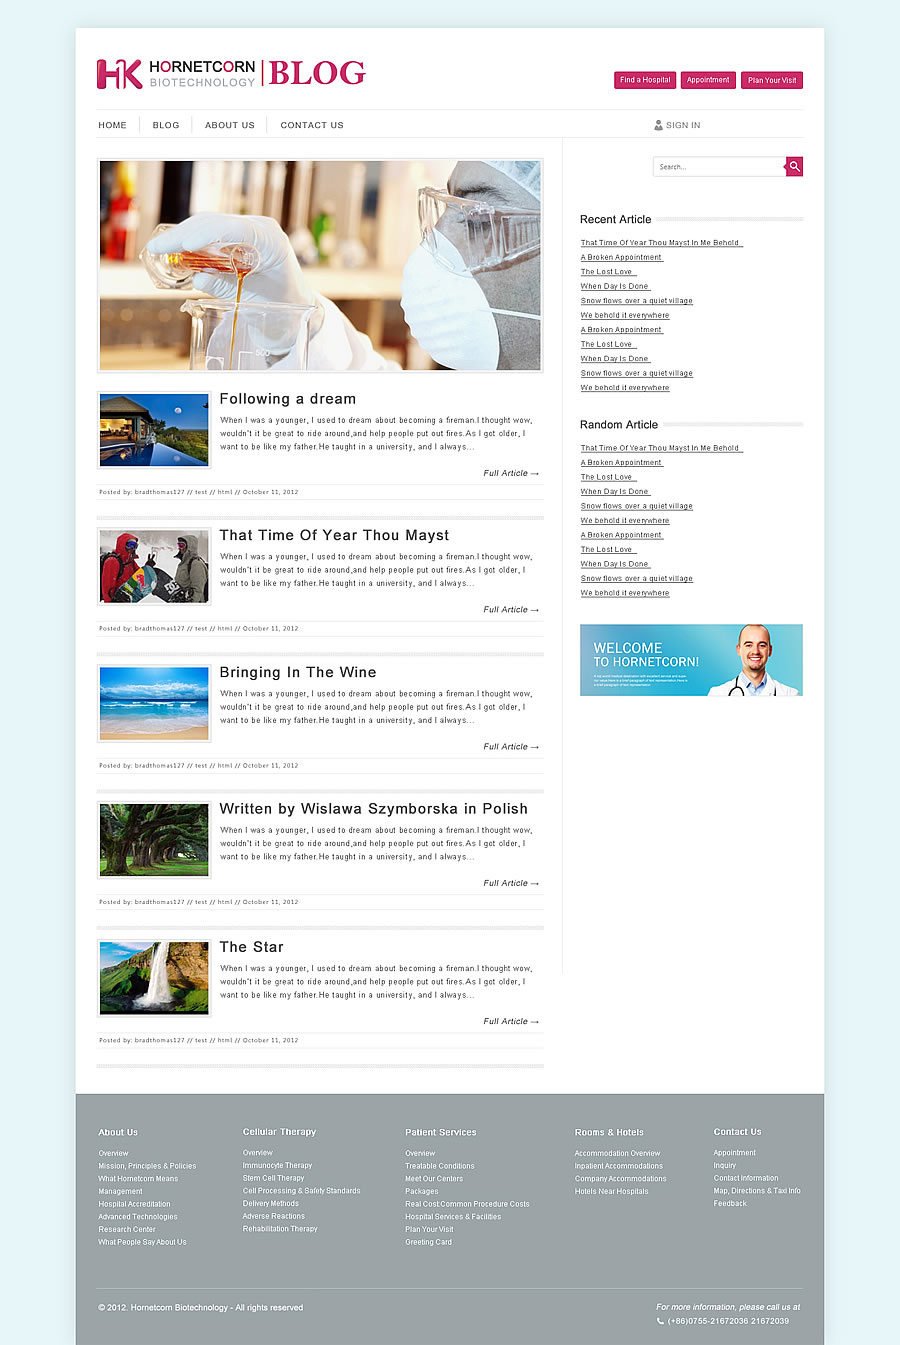 HK HORNETCORN
BIOTECHNOLOGY
BLOG
Find a Hospital
Appointment
Plan Your Visit
HOME
BLOG
ABOUT US
CONTACT US
SIGN IN
Search...
500
Following a dream
When I was a younger, I used to dream about becoming a fireman.I thought wow,
wouldn't it be great to ride around,and help people put out fires.As I got older, I
want to be like my father.He taught in a university, and I always...
Full Article →
Posted by: bradthomas127 // test // html // October 11, 2012
That Time Of Year Thou Mayst
When I was a younger, I used to dream about becoming a fireman.I thought wow,
wouldn't it be great to ride around,and help people put out fires.As I got older, I
want to be like my father.He taught in a university, and I always...
Full Article →
Posted by: bradthomas127 // test // html // October 11, 2012
Bringing In The Wine
When I was a younger, I used to dream about becoming a fireman.I thought wow,
wouldn't it be great to ride around,and help people put out fires.As I got older, I
want to be like my father.He taught in a university, and I always...
Full Article →
Posted by: bradthomas127 // test // html // October 11, 2012
Written by Wislawa Szymborska in Polish
When I was a younger, I used to dream about becoming a fireman.I thought wow,
wouldn't it be great to ride around,and help people put out fires.As I got older, I
want to be like my father.He taught in a university, and I always...
Full Article →
Posted by: bradthomas127 // test // html // October 11, 2012
The Star
When I was a younger, I used to dream about becoming a fireman.I thought wow,
wouldn't it be great to ride around,and help people put out fires.As I got older, I
want to be like my father.He taught in a university, and I always...
Full Article →
Posted by: bradthomas127 // test // html // October 11, 2012
Recent Article
That Time Of Year Thou Mayst In Me Behold
A Broken Appointment
The Lost Love
When Day Is Done
Snow flows over a quiet village
We behold it everywhere
A Broken Appointment
The Lost Love
When Day Is Done
Snow flows over a quiet village
We behold it everywhere
Random Article
That Time Of Year Thou Mayst In Me Behold
A Broken Appointment
The Lost Love
When Day Is Done
Snow flows over a quiet village
We behold it everywhere
A Broken Appointment
The Lost Love
When Day Is Done
Snow flows over a quiet village
We behold it everywhere
WELCOME
TO HORNETCORN!
About Us
Overview
Mission, Principles & Policies
What Hornetcorn Means
Management
Hospital Accreditation
Advanced Technologies
Research Center
What People Say About Us
Cellular Therapy
Overview
Immunocyte Therapy
Stem Cell Therapy
Cell Processing & Safety Standards
Delivery Methods
Adverse Reactions
Rehabilitation Therapy
Patient Services
Overview
Treatable Conditions
Meet Our Centers
Packages
Real Cost:Common Procedure Costs
Hospital Services & Facilities
Plan Your Visit
Greeting Card
Rooms & Hotels
Accommodation Overview
Inpatient Accommodations
Company Accommodations
Hotels Near Hospitals
Contact Us
Appointment
Inquiry
Contact Information
Map, Directions & Taxi Info
Feedback
© 2012. Hornetcorn Biotechnology - All rights reserved
For more information, please call us at
(+86)0755-21672036 21672039